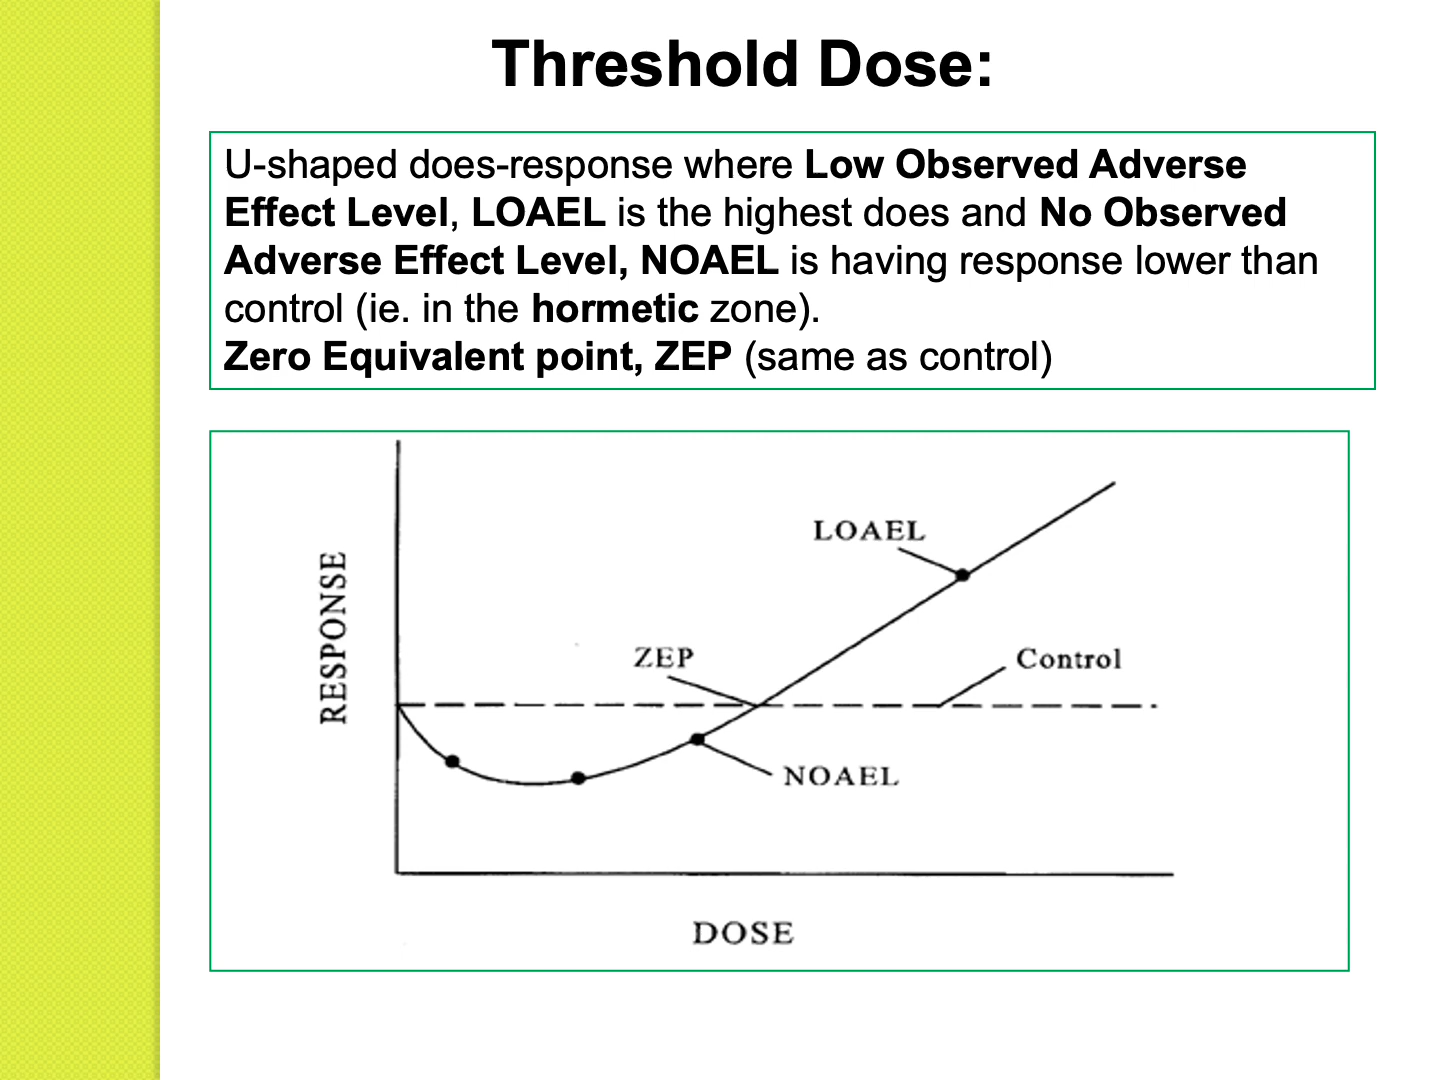 Threshold Dose:
U-shaped does-response where Low Observed Adverse
Effect Level, LOAEL is the highest does and No Observed
Adverse Effect Level, NOAEL is having response lower than
control (ie. in the hormetic zone).
Zero Equivalent point, ZEP (same as control)
LOAEL
ZEP
Control
RESPONSE
NOAEL
DOSE